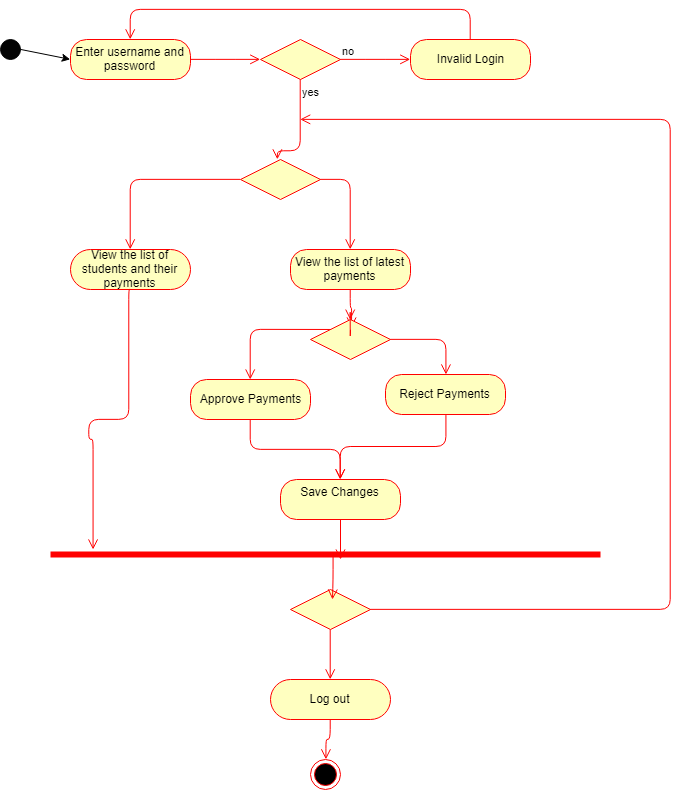 Enter username and
password
no
Invalid Login
yes
View the list of
students and their
payments
View the list of latest
payments
Approve Payments
Reject Payments
Save Changes
Log out